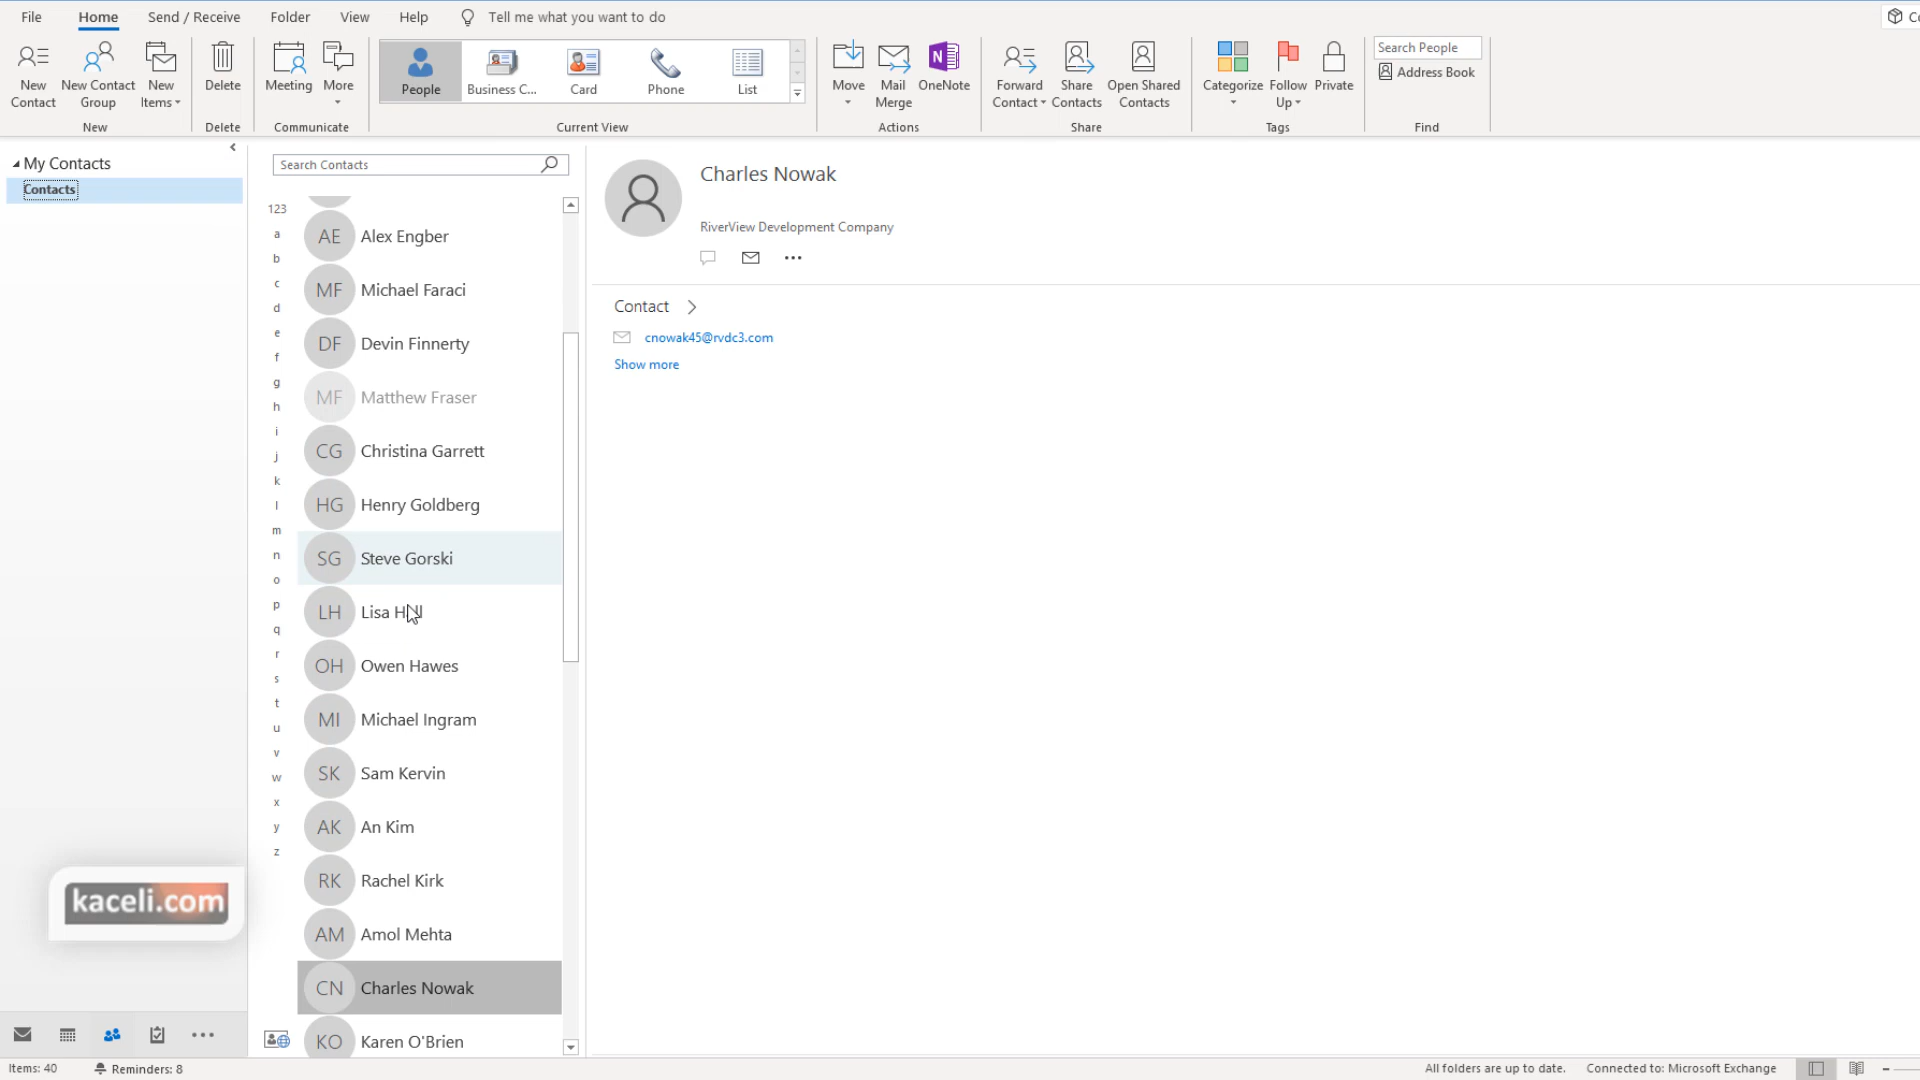 File Home Send / Receive Folder View Help Tell me what you want to do
New Contact
New Contact Group
New Items
New
Delete
Delete
Meeting
More
Communicate
People
Business C...
Card
Phone
List
Current View
Move
Mail Merge
OneNote
Actions
Forward Contact
Share Contacts
Open Shared Contacts
Share
Categorize
Follow Up
Private
Tags
Search People
Address Book
Find
My Contacts
Contacts
Search Contacts
123
a
b
c
d
e
f
g
h
i
j
k
l
m
n
o
p
q
r
s
t
u
v
w
x
y
z
AE Alex Engber
MF Michael Faraci
DF Devin Finnerty
MF Matthew Fraser
CG Christina Garrett
HG Henry Goldberg
SG Steve Gorski
LH Lisa
OH Owen Hawes
MI Michael Ingram
SK Sam Kervin
AK An Kim
RK Rachel Kirk
AM Amol Mehta
CN Charles Nowak
KO Karen O'Brien
Charles Nowak
RiverView Development Company
Contact
cnowak45@rvdc3.com
Show more
kaceli.com
Items: 40 Reminders: 8 All folders are up to date. Connected to: Microsoft Exchange